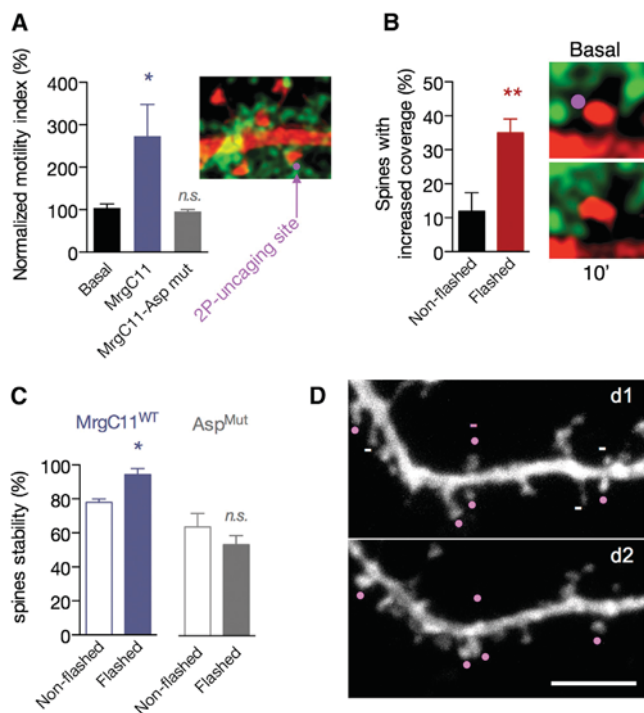 A
Normalized motility index (%)
400
300
200
100
0
*
n.s.
Basal
MrgC11
MrgC11-Asp mut
2P-uncaging site
B
Spines with
increased coverage (%)
50
40
30
20
10
0
**
Non-flashed
Flashed
Basal
10'
C
MrgC11WT
AspMut
spines stability (%)
100
80
60
40
20
0
*
n.s.
Non-flashed
Flashed
Non-flashed
Flashed
D
d1
d2